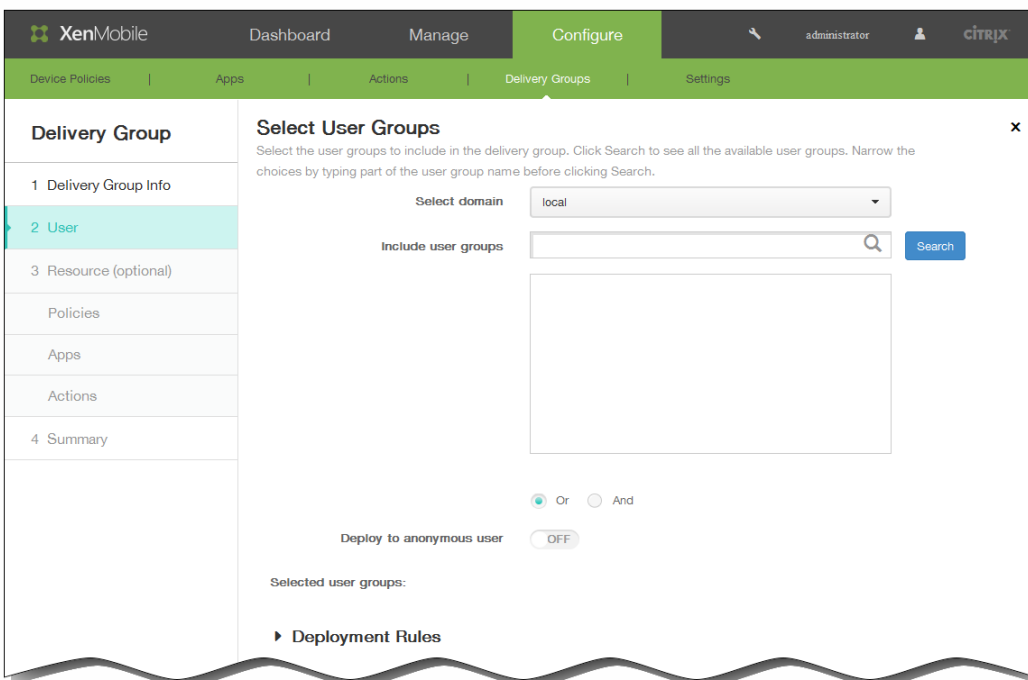 XenMobile Dashboard Manage Configure administrator CİTRIX
Device Policies | Apps | Actions | Delivery Groups | Settings
Delivery Group
1 Delivery Group Info
2 User
3 Resource (optional)
Policies
Apps
Actions
4 Summary
Select User Groups x
Select the user groups to include in the delivery group. Click Search to see all the available user groups. Narrow the
choices by typing part of the user group name before clicking Search.
Select domain local
Include user groups Search
Or And
Deploy to anonymous user OFF
Selected user groups:
Deployment Rules